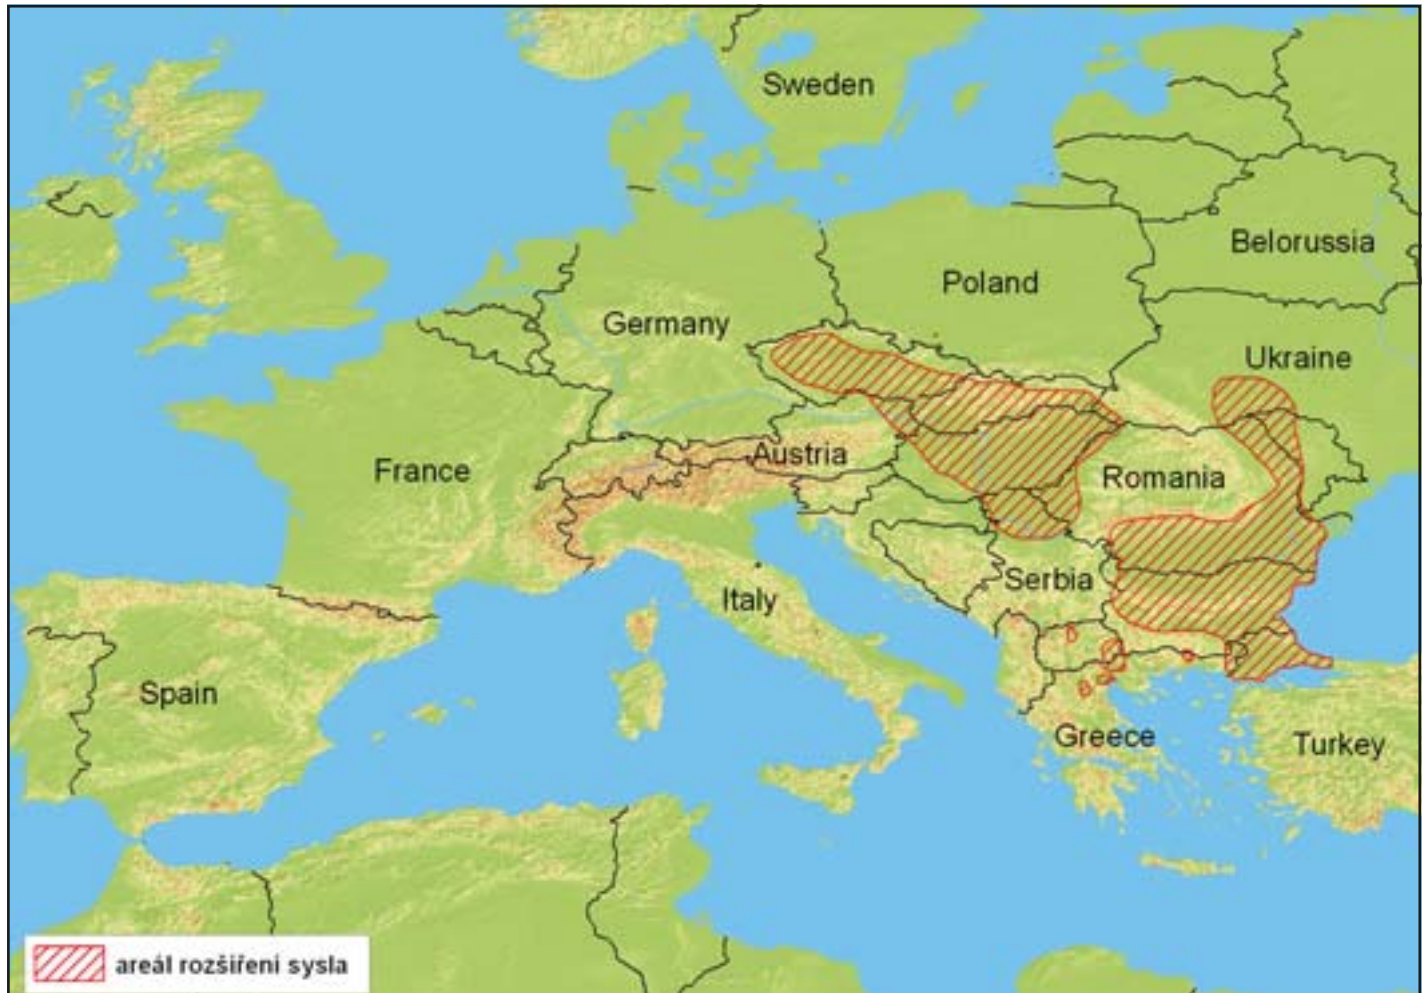 Sweden
Belorussia
Poland
Germany
Ukraine
Austria
France
Romania
Serbia
Italy
Spain
Greece
Turkey
areál rozšíření sysla